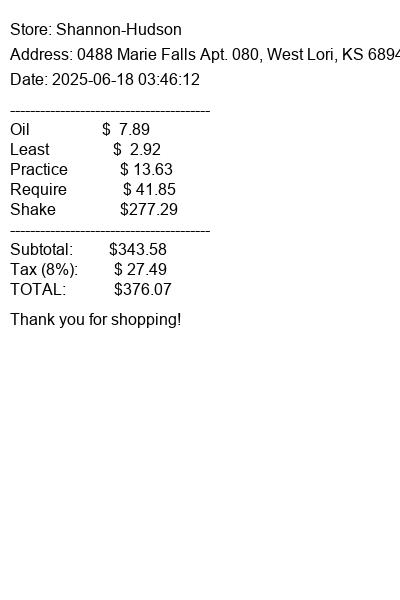 Store: Shannon-Hudson
Address: 0488 Marie Falls Apt. 080, West Lori, KS 6894
Date: 2025-06-18 03:46:12
----------------------------------------
Oil $ 7.89
Least $ 2.92
Practice $ 13.63
Require $ 41.85
Shake $277.29
----------------------------------------
Subtotal: $343.58
Tax (8%): $ 27.49
TOTAL: $376.07
Thank you for shopping!